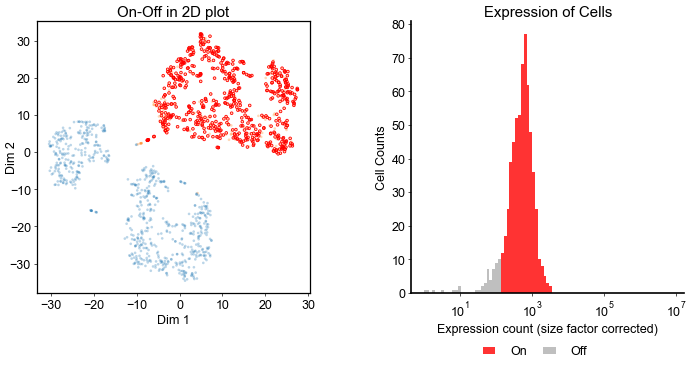 On-Off in 2D plot
Dim 2
30
20
10
0
−10
−20
−30
−30 −20 −10 0 10 20 30
Dim 1
Expression of Cells
Cell Counts
80
70
60
50
40
30
20
10
0
10^1 10^3 10^5 10^7
Expression count (size factor corrected)
On Off